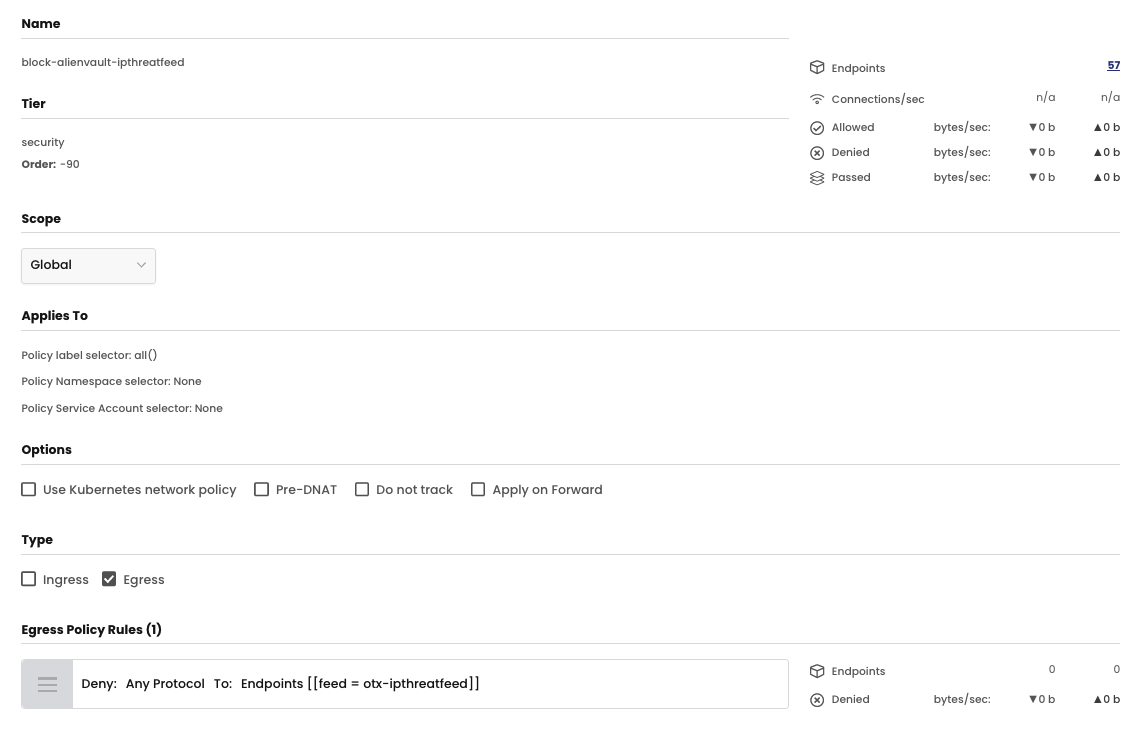 Name
block-alienvault-ipthreatfeed
Endpoints 57
Tier
Connections/sec n/a n/a
Allowed bytes/sec: ▼0 b ▲0 b
security
Denied bytes/sec: ▼0 b ▲0 b
Order: -90
Passed bytes/sec: ▼0 b ▲0 b
Scope
Global
Applies To
Policy label selector: all()
Policy Namespace selector: None
Policy Service Account selector: None
Options
Use Kubernetes network policy Pre-DNAT Do not track Apply on Forward
Type
Ingress Egress
Egress Policy Rules (1)
Deny: Any Protocol To: Endpoints [[feed = otx-ipthreatfeed]]
Endpoints 0 0
Denied bytes/sec: ▼0 b ▲0 b